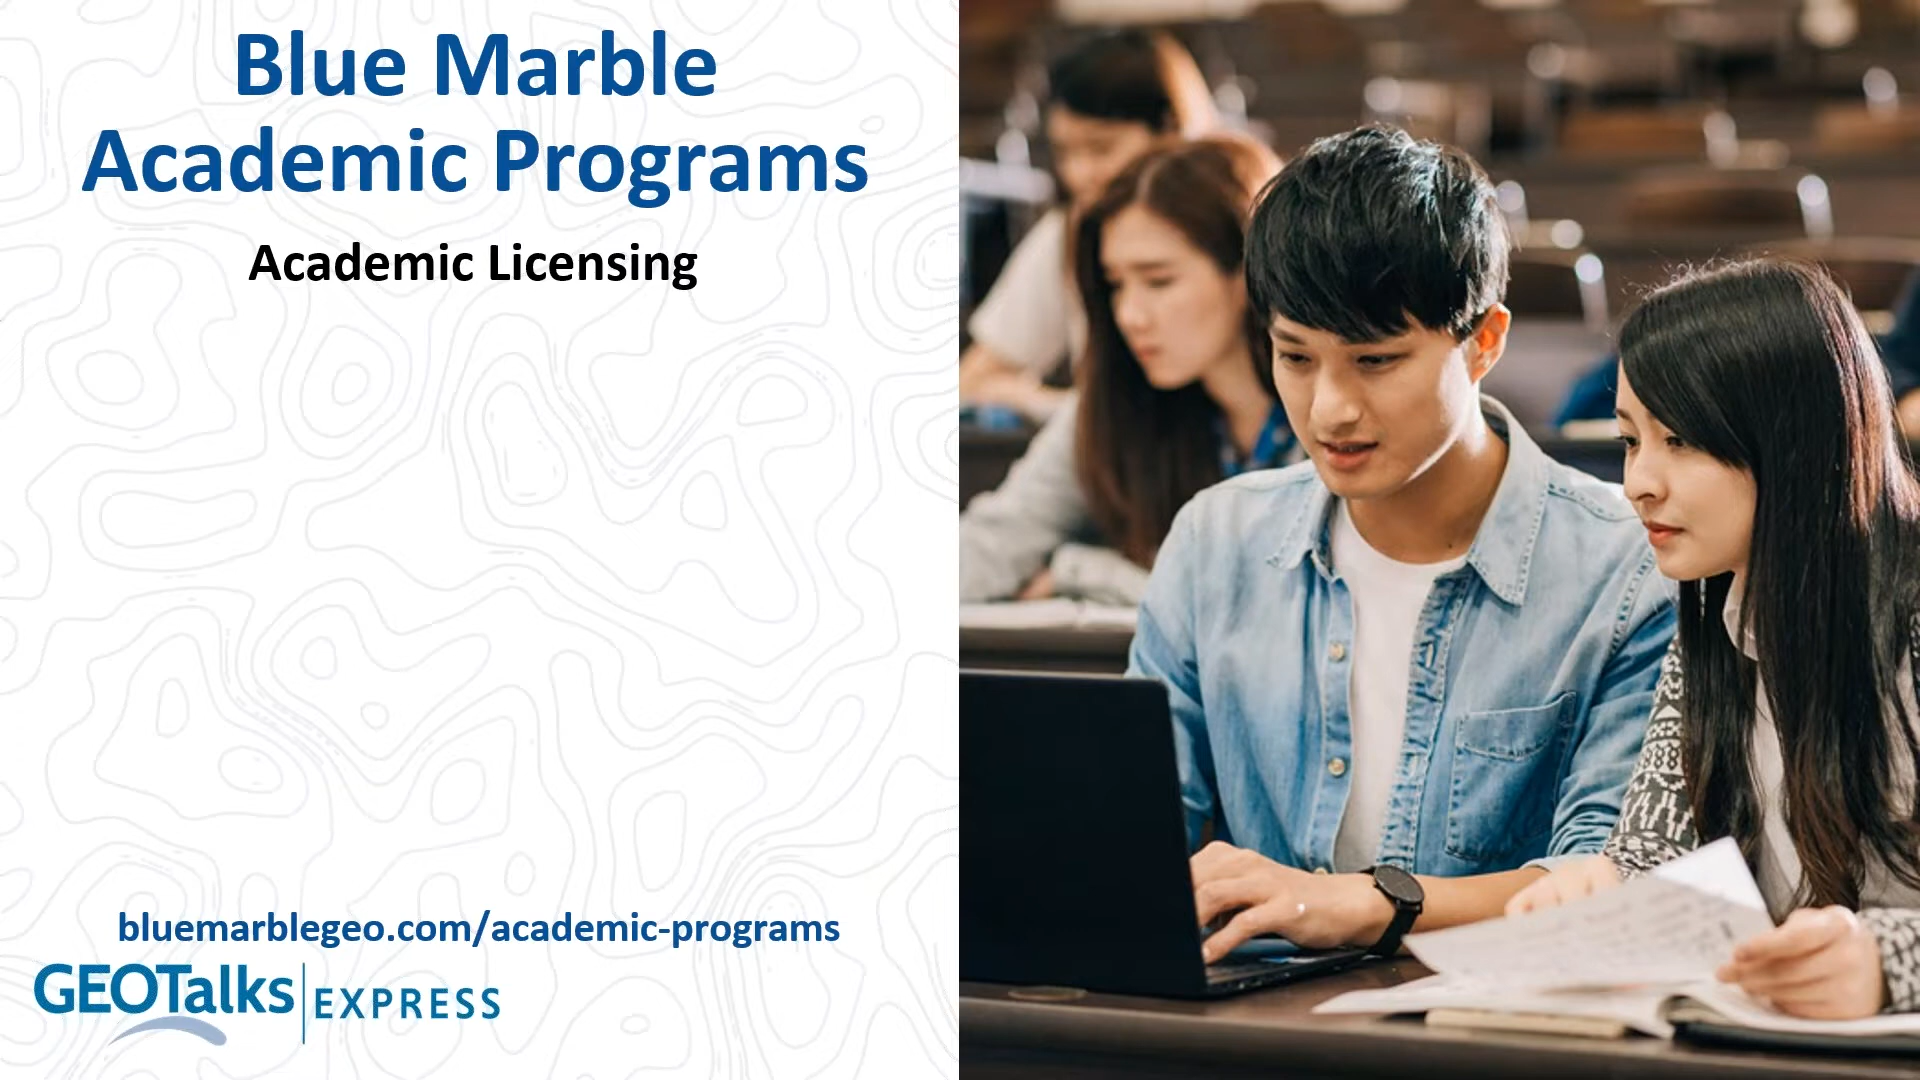 Blue Marble
Academic Programs
Academic Licensing
bluemarblegeo.com/academic-programs
GEOTalks EXPRESS